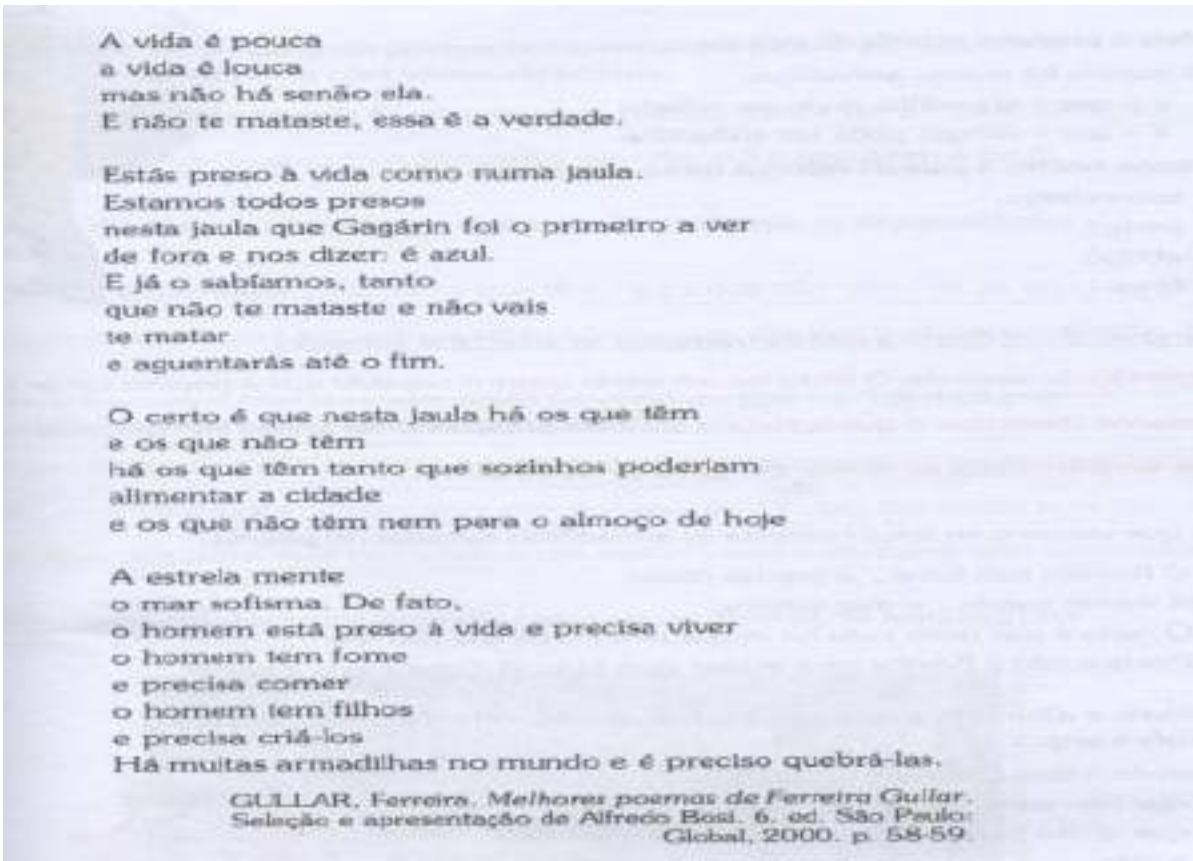 A vida é pouca
a vida é louca
mas não há senão ela.
E não te mataste, essa é a verdade.
Estás preso à vida como numa jaula.
Estamos todos presos
nesta jaula que Gagárin foi o primeiro a ver
de fora e nos dizer: é azul.
E já o sabíamos, tanto
que não te mataste e não vais
te matar
e aguentarás até o fim.
O certo é que nesta jaula há os que têm
e os que não têm
há os que têm tanto que sozinhos poderiam
alimentar a cidade
e os que não têm nem para o almoço de hoje
A estrela mente
o mar sofisma. De fato,
o homem está preso à vida e precisa viver
o homem tem fome
e precisa comer
o homem tem filhos
e precisa criá-los
Há muitas armadilhas no mundo e é preciso quebrá-las.
GULLAR, Ferreira. Melhores poemas de Ferreira Gullar.
Seleção e apresentação de Alfredo Bosi. 6. ed. São Paulo:
Global, 2000. p. 58-59.